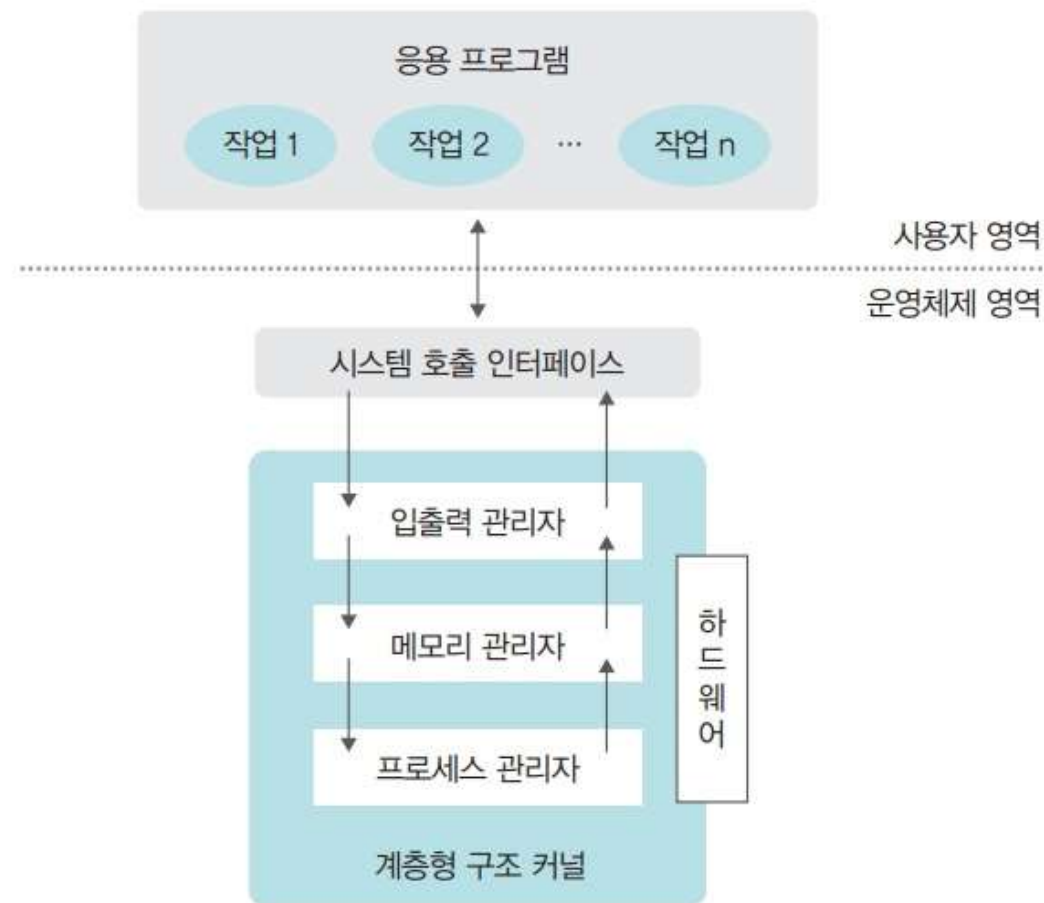 응용 프로그램
작업 1
작업 2
···
작업 n
사용자 영역
운영체제 영역
시스템 호출 인터페이스
입출력 관리자
메모리 관리자
프로세스 관리자
하드웨어
계층형 구조 커널